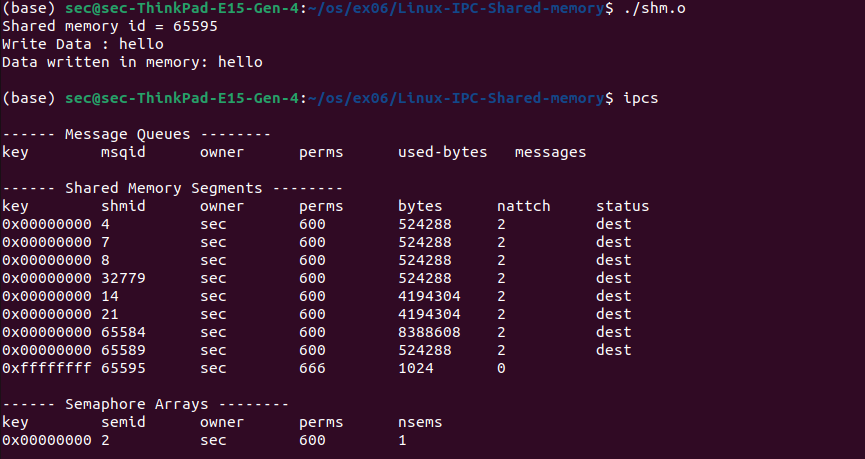 (base) sec@sec-ThinkPad-E15-Gen-4:~/os/ex06/Linux-IPC-Shared-memory$ ./shm.o
Shared memory id = 65595
Write Data : hello
Data written in memory: hello
(base) sec@sec-ThinkPad-E15-Gen-4:~/os/ex06/Linux-IPC-Shared-memory$ ipcs
------ Message Queues --------
key        msqid      owner      perms      used-bytes   messages
------ Shared Memory Segments --------
key        shmid      owner      perms      bytes      nattch     status
0x00000000 4          sec        600        524288     2          dest
0x00000000 7          sec        600        524288     2          dest
0x00000000 8          sec        600        524288     2          dest
0x00000000 32779      sec        600        524288     2          dest
0x00000000 14         sec        600        4194304    2          dest
0x00000000 21         sec        600        4194304    2          dest
0x00000000 65584      sec        600        8388608    2          dest
0x00000000 65589      sec        600        524288     2          dest
0xffffffff 65595      sec        666        1024       0
------ Semaphore Arrays --------
key        semid      owner      perms      nsems
0x00000000 2          sec        600        1